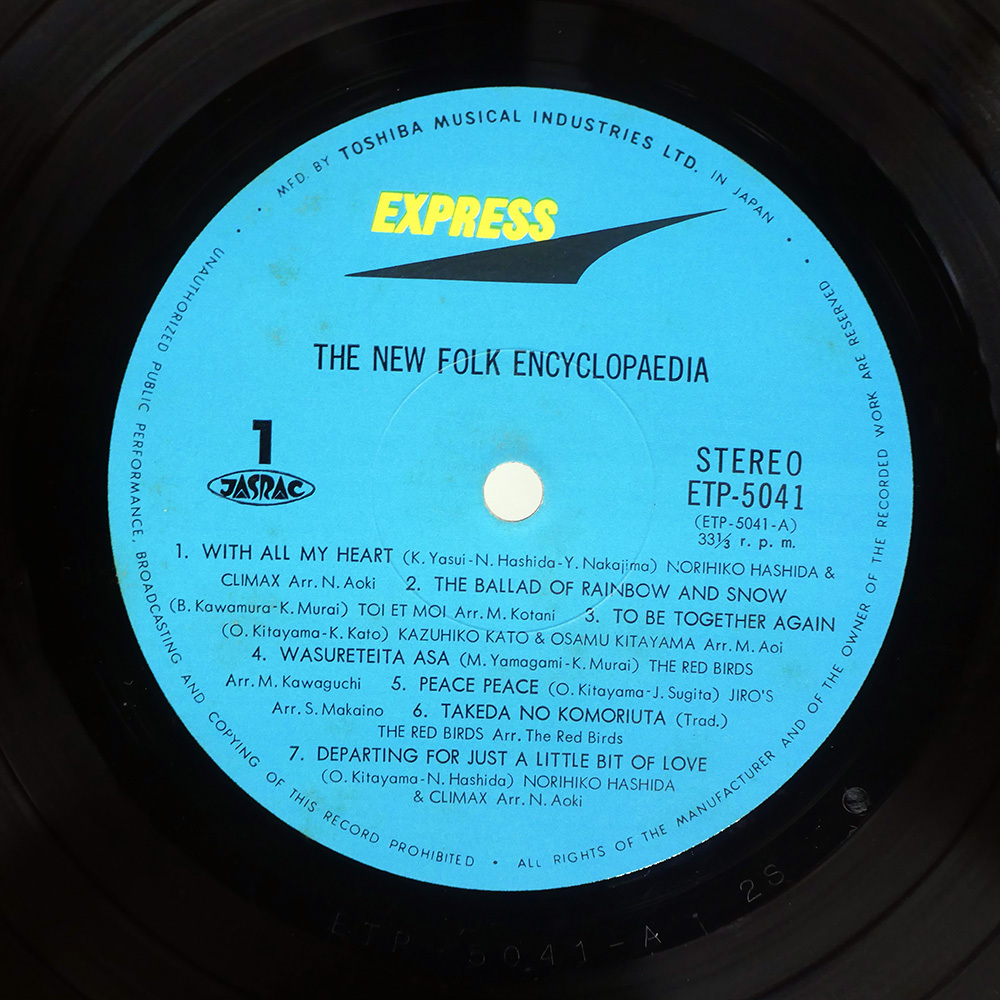 MFD. BY TOSHIBA MUSICAL INDUSTRIES LTD. IN JAPAN
EXPRESS
THE NEW FOLK ENCYCLOPAEDIA
1
JASRAC
STEREO
ETP-5041
(ETP-5041-A)
33⅓ r. p. m.
1. WITH ALL MY HEART (K. Yasui-N. Hashida-Y. Nakajima) NORIHIKO HASHIDA &
CLIMAX Arr. N. Aoki 2. THE BALLAD OF RAINBOW AND SNOW
(B. Kawamura-K. Murai) TOI ET MOI Arr. M. Kotani 3. TO BE TOGETHER AGAIN
(O. Kitayama-K. Kato) KAZUHIKO KATO & OSAMU KITAYAMA Arr. M. Aoi
4. WASURETEITA ASA (M. Yamagami-K. Murai) THE RED BIRDS
Arr. M. Kawaguchi 5. PEACE PEACE (O. Kitayama-J. Sugita) JIRO'S
Arr. S. Makaino 6. TAKEDA NO KOMORIUTA (Trad.)
THE RED BIRDS Arr. The Red Birds
7. DEPARTING FOR JUST A LITTLE BIT OF LOVE
(O. Kitayama-N. Hashida) NORIHIKO HASHIDA
& CLIMAX Arr. N. Aoki
UNAUTHORIZED PUBLIC PERFORMANCE, BROADCASTING AND COPYING OF THIS RECORD PROHIBITED • ALL RIGHTS OF THE MANUFACTURER AND OF THE OWNER OF THE RECORDED WORK ARE RESERVED
ETP-5041-A 1 2S